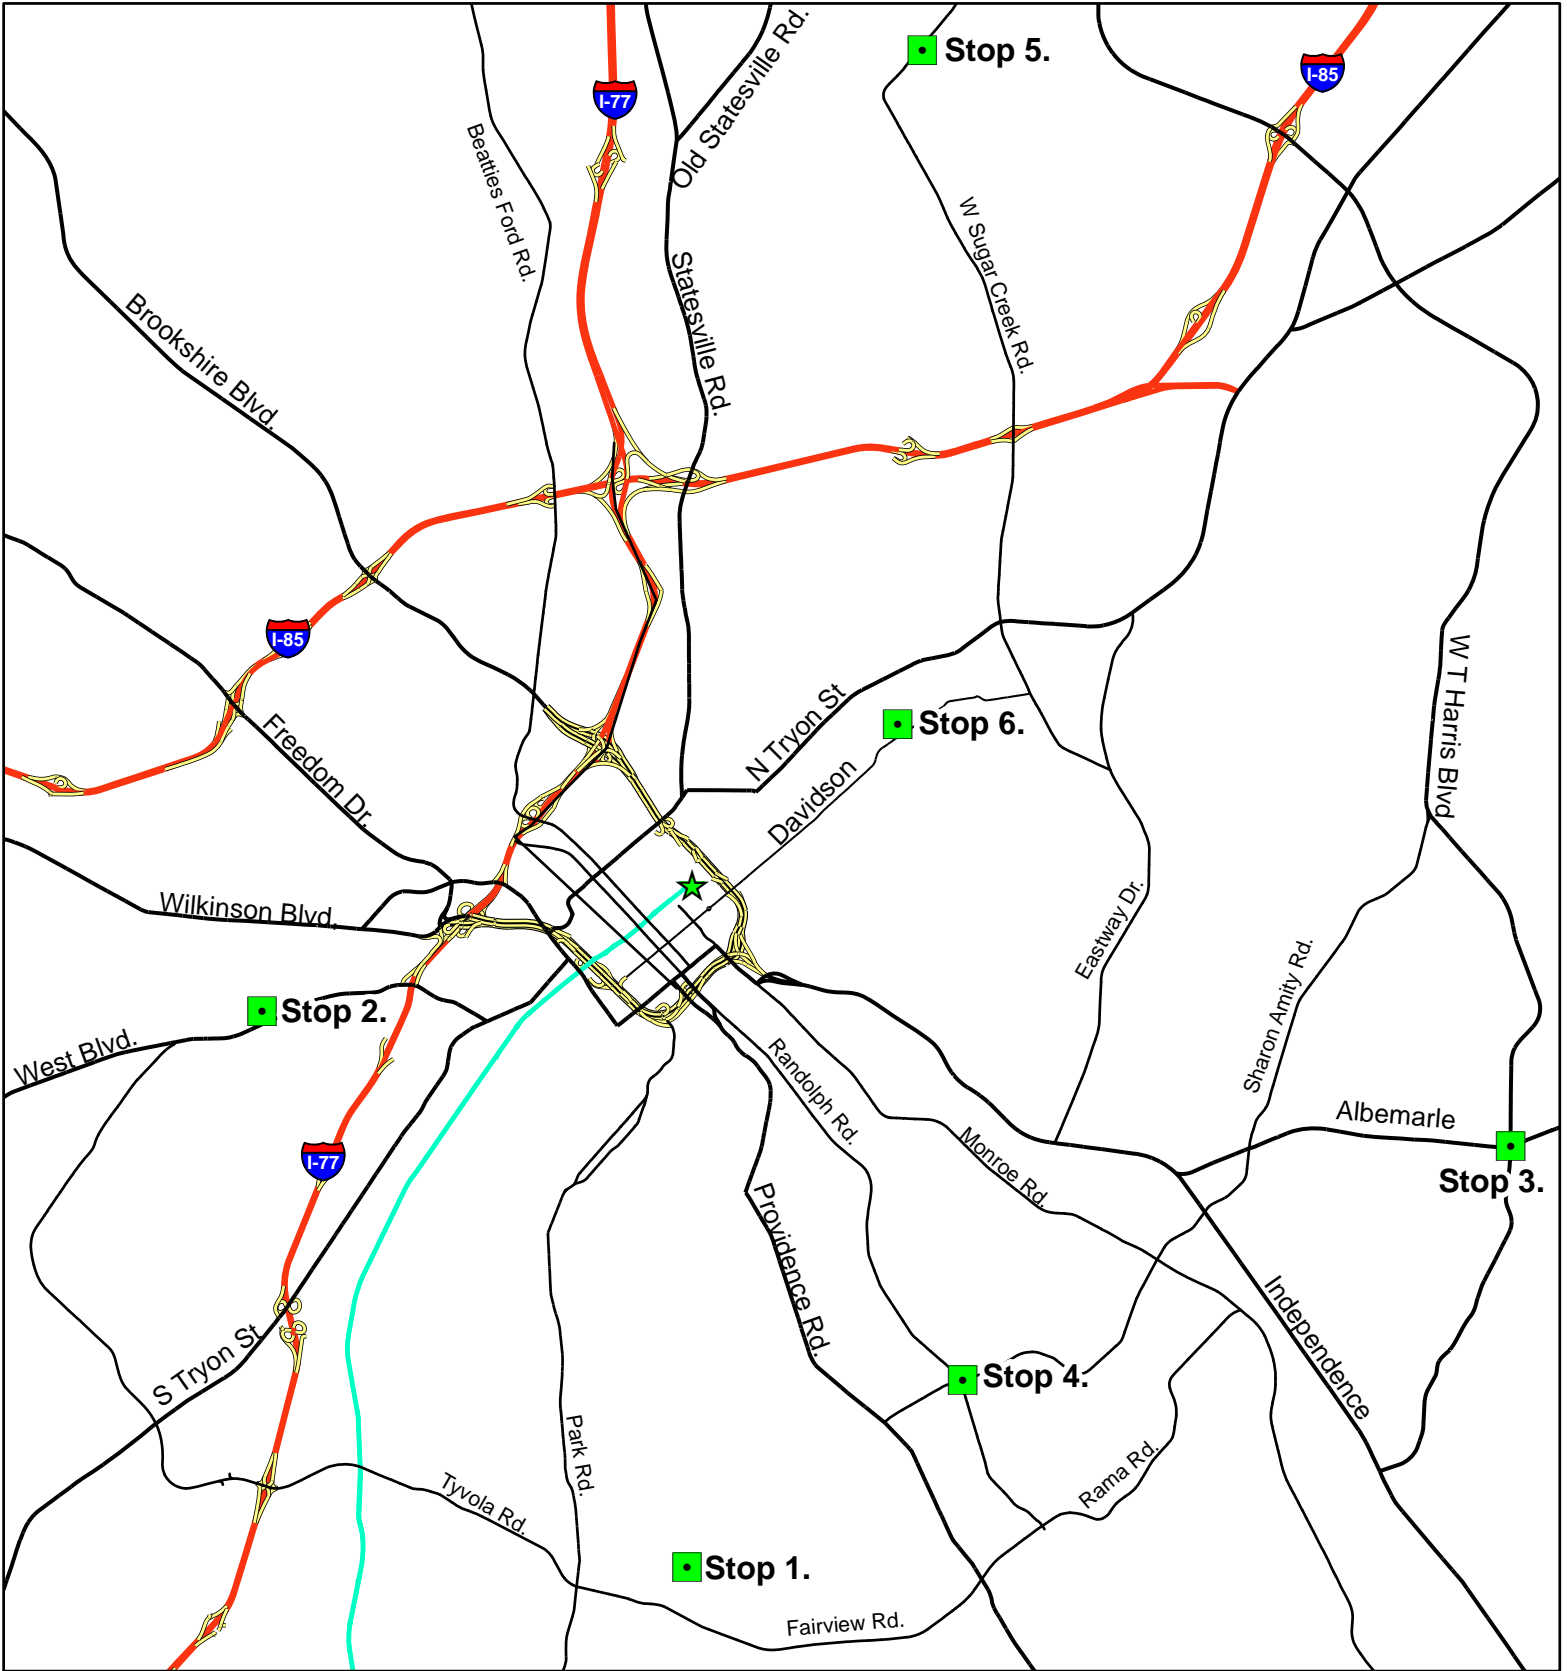 Stop 5.
I-77
I-85
Old Statesville Rd.
Beatties Ford Rd.
W Sugar Creek Rd.
Statesville Rd.
Brookshire Blvd.
I-85
W T Harris Blvd
N Tryon St
Stop 6.
Freedom Dr.
Davidson
Wilkinson Blvd.
Eastway Dr.
Sharon Amity Rd.
Stop 2.
West Blvd.
Randolph Rd.
Albemarle
Monroe Rd.
I-77
Stop 3.
Providence Rd.
Independence
S Tryon St
Stop 4.
Park Rd.
Rama Rd.
Tyvola Rd.
Stop 1.
Fairview Rd.